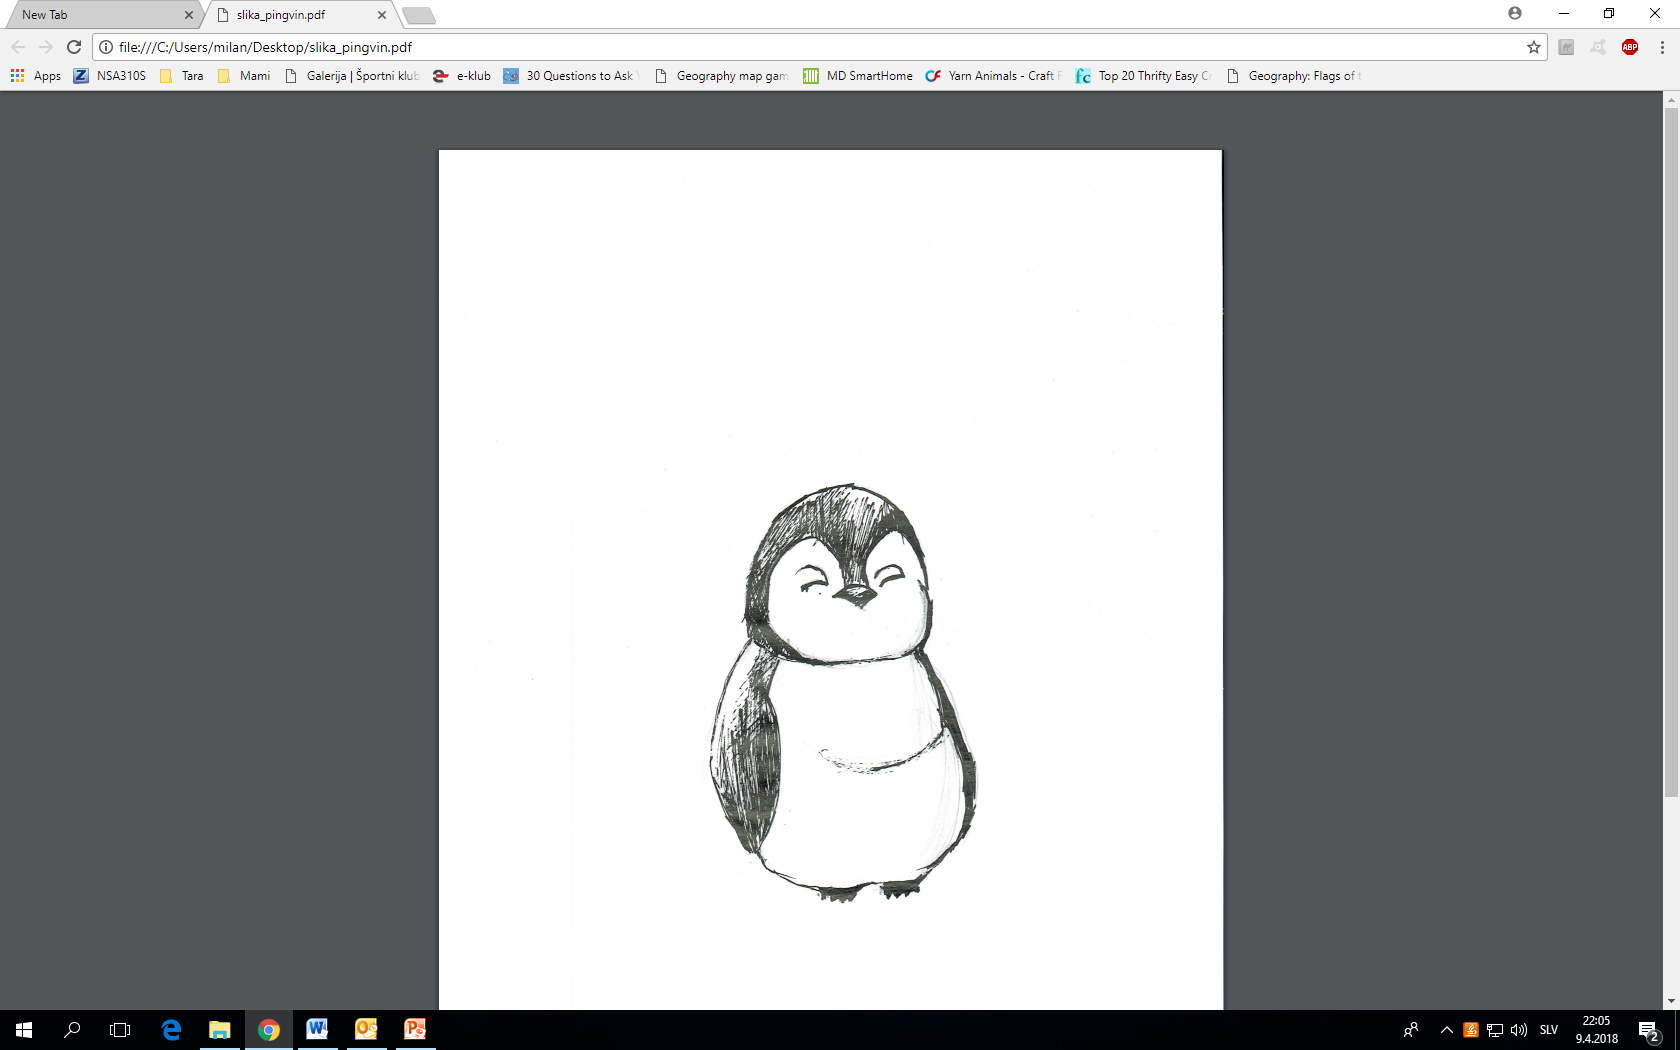 New Tab
slika_pingvin.pdf
file:///C:/Users/milan/Desktop/slika_pingvin.pdf
ABP
Apps
NSA310S
Tara
Mami
Galerija | Športni klub
e-klub
30 Questions to Ask
Geography map gam
MD SmartHome
Yarn Animals - Craft
Top 20 Thrifty Easy
Geography: Flags of
SLV
22:05
9.4.2018
2